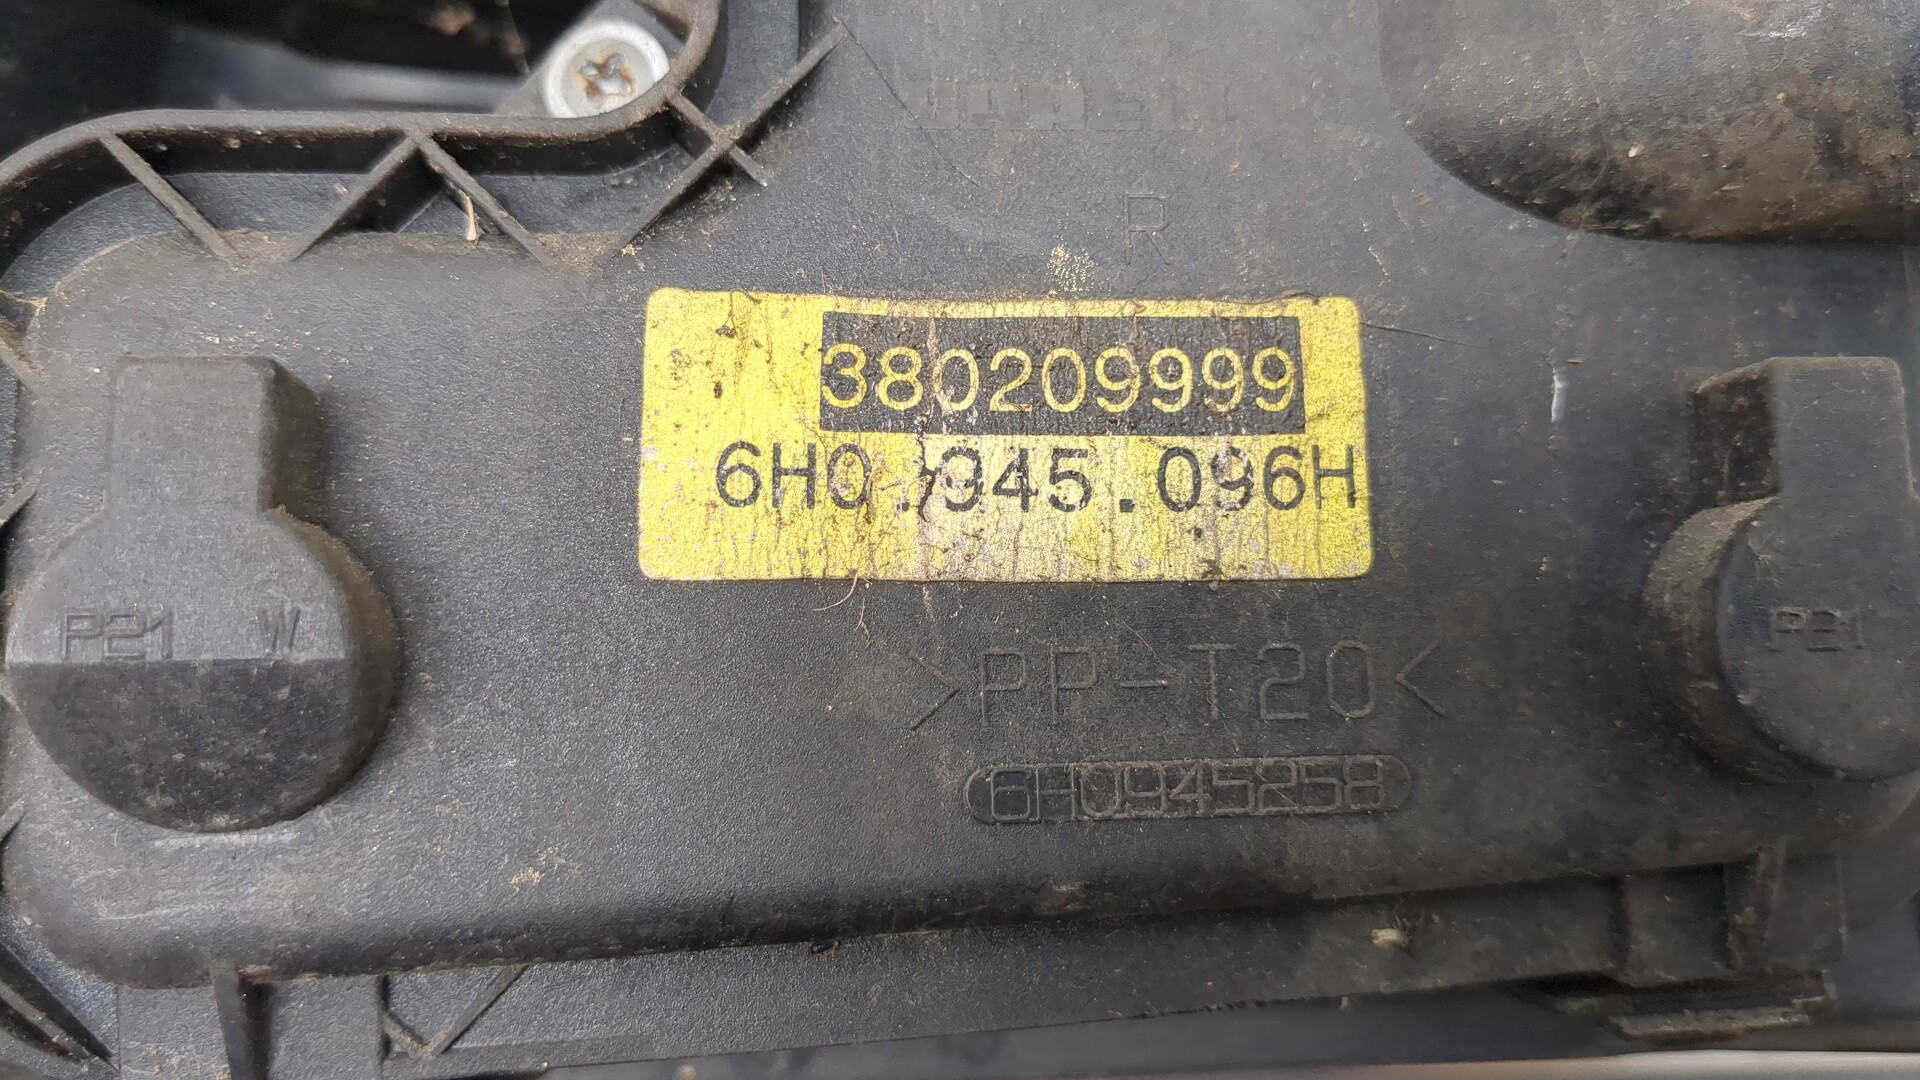 R
380209999
6H0.945.096H
P21 W
P21
>PP-T20<
6H0945258